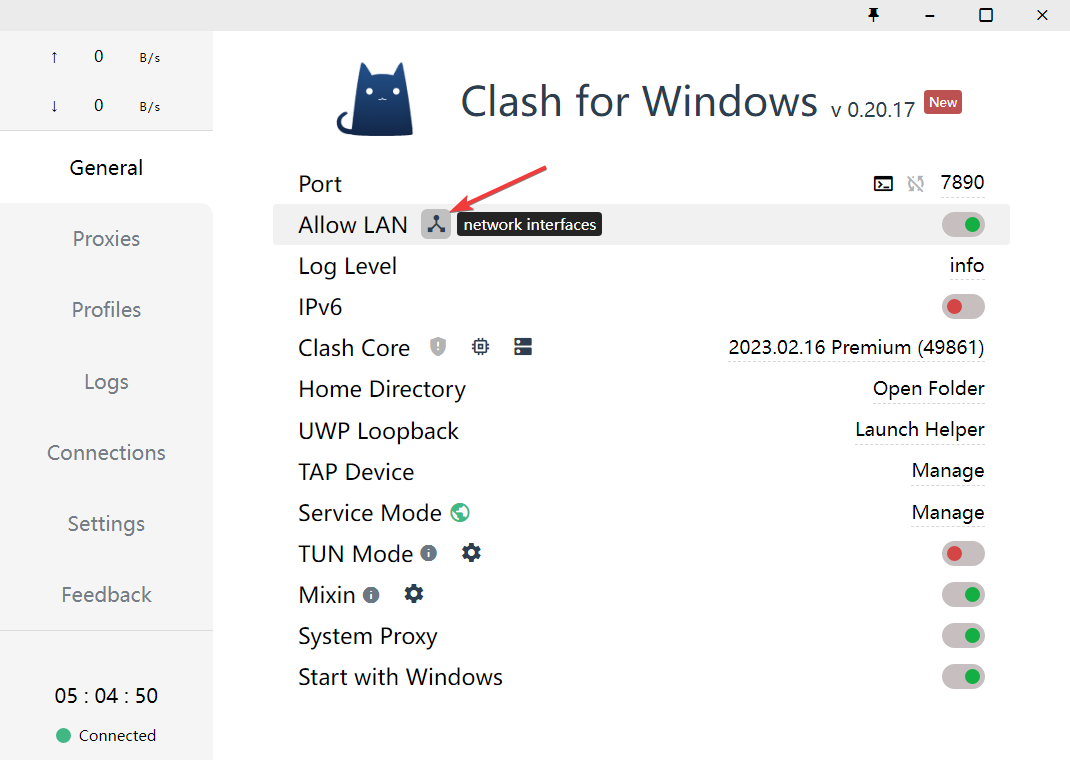 ↑ 0 B/s
↓ 0 B/s
General
Proxies
Profiles
Logs
Connections
Settings
Feedback
05 : 04 : 50
Connected
Clash for Windows v 0.20.17 New
Port 7890
Allow LAN network interfaces
Log Level info
IPv6
Clash Core 2023.02.16 Premium (49861)
Home Directory Open Folder
UWP Loopback Launch Helper
TAP Device Manage
Service Mode Manage
TUN Mode
Mixin
System Proxy
Start with Windows